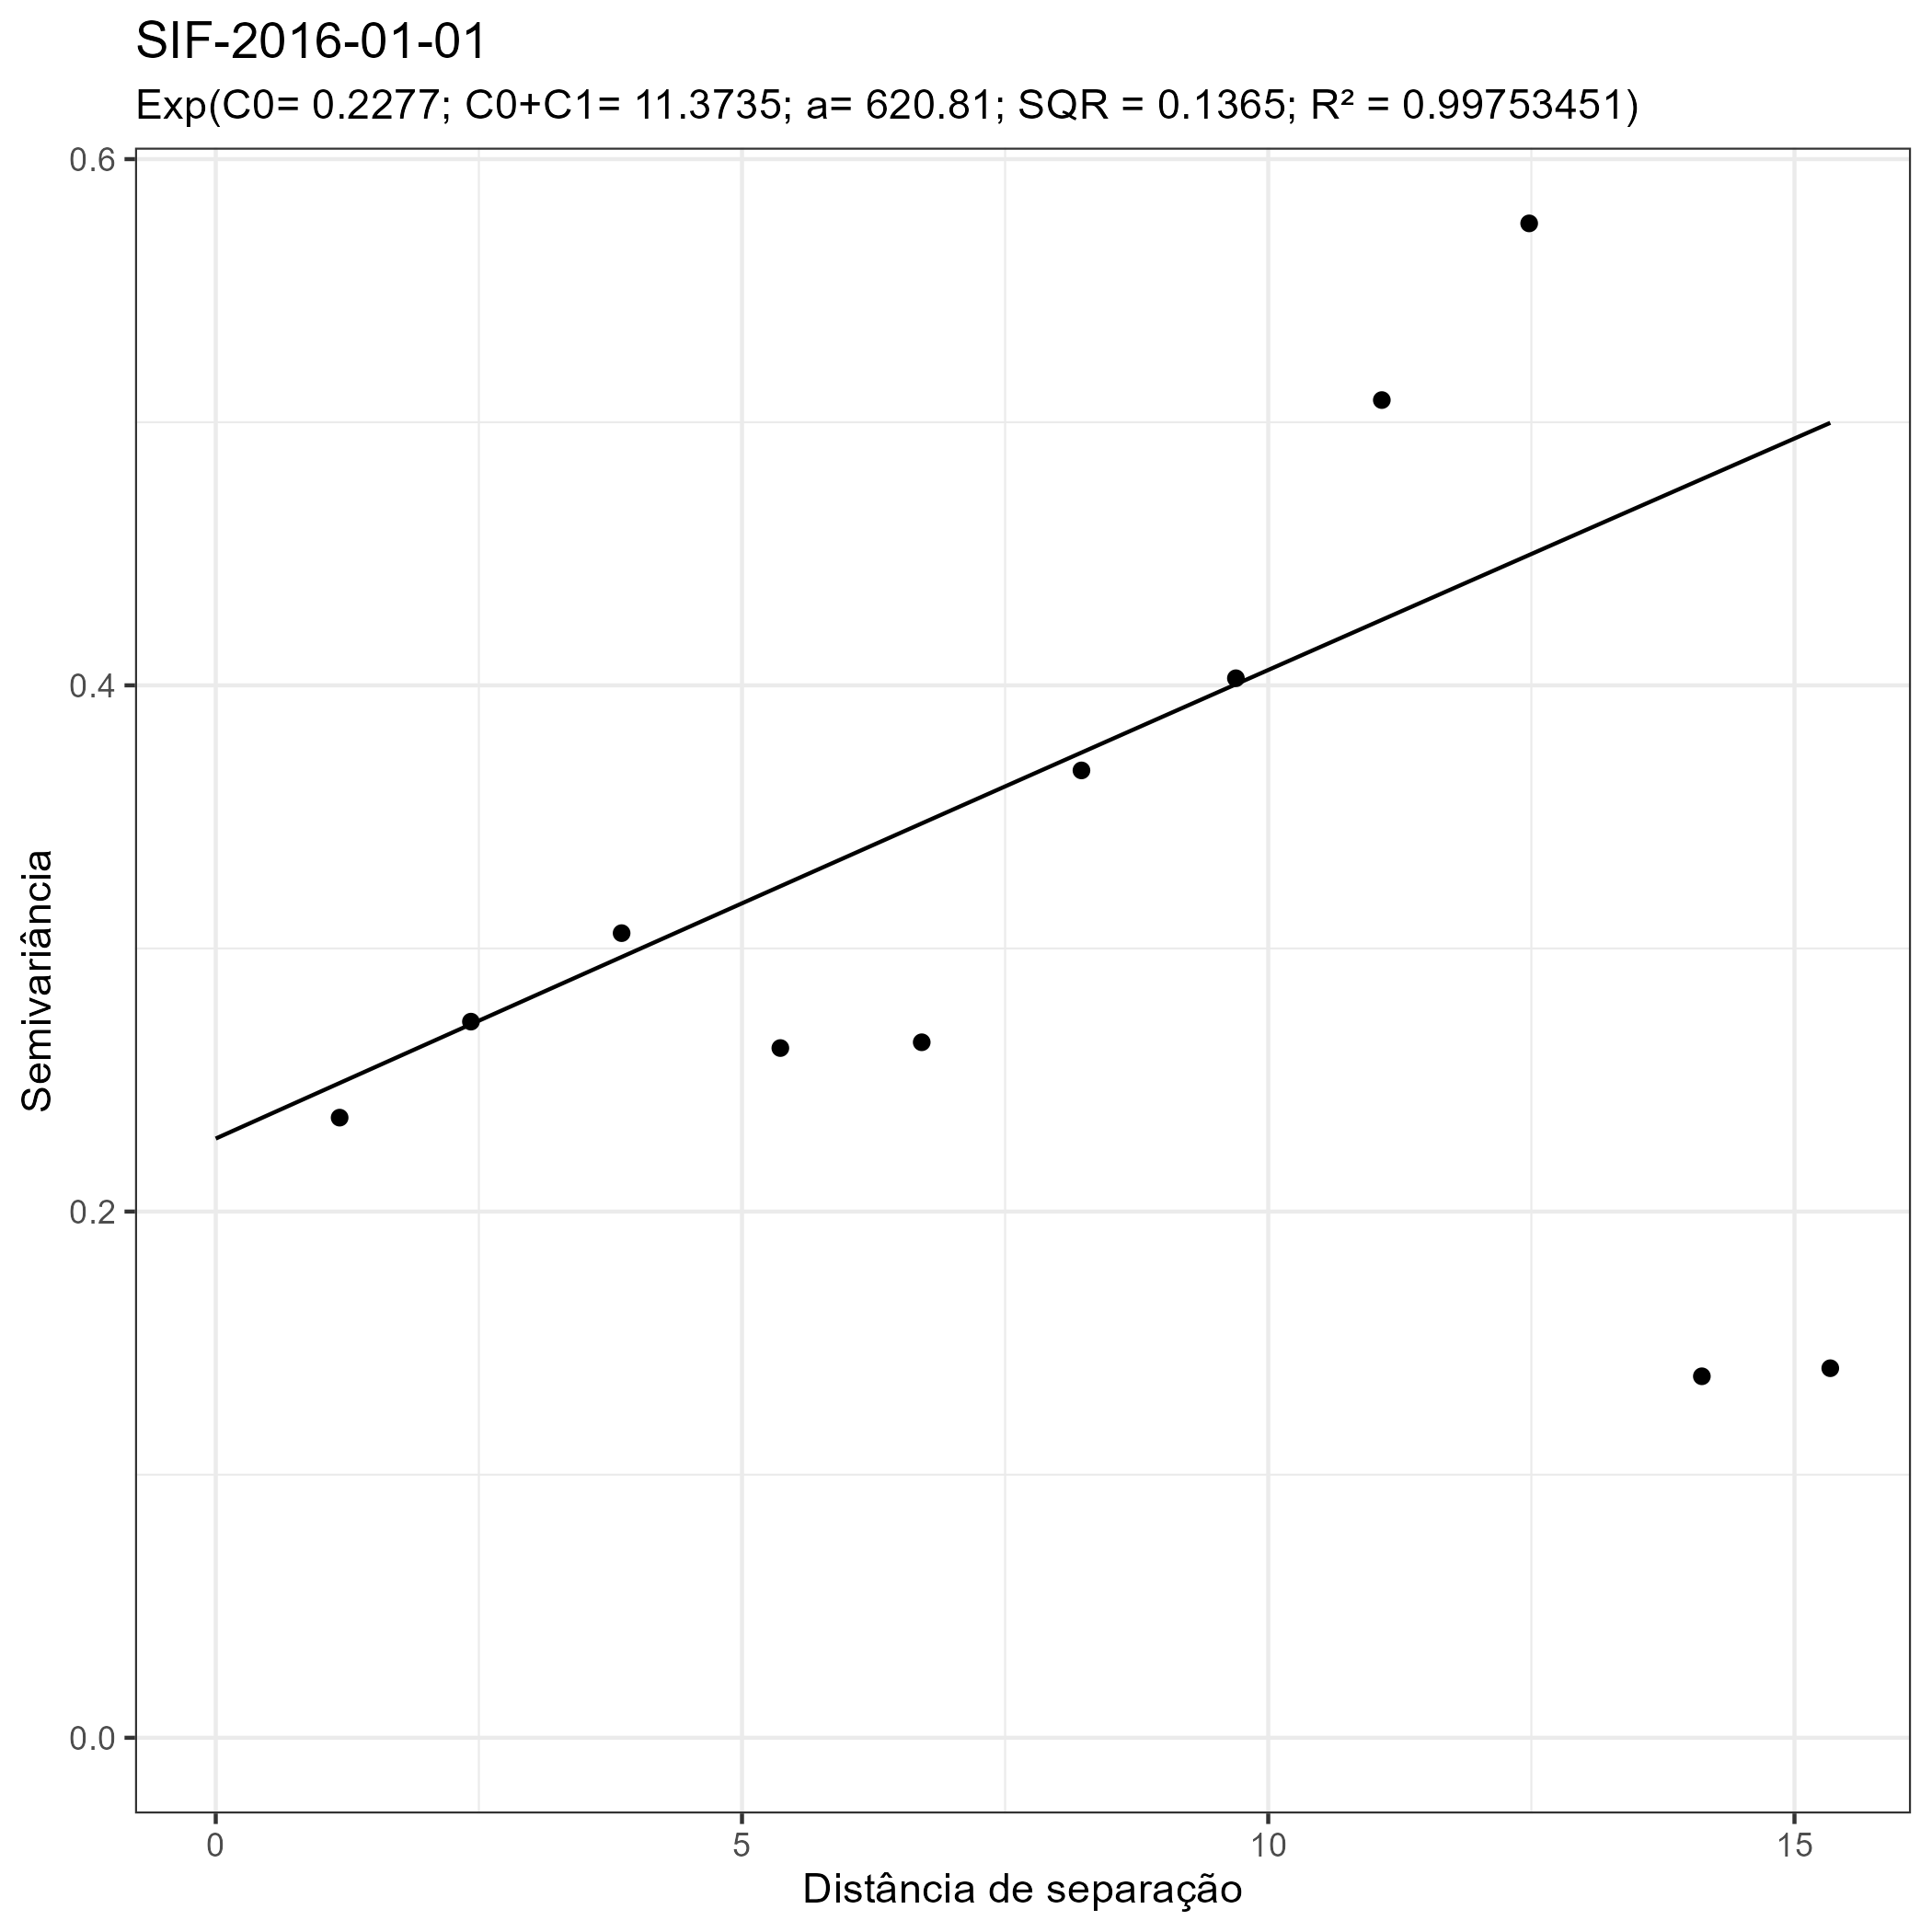 SIF-2016-01-01
Exp(C0= 0.2277; C0+C1= 11.3735; a= 620.81; SQR = 0.1365; R² = 0.99753451)
0.6
0.4
0.2
0.0
Semivariância
0 5 10 15
Distância de separação